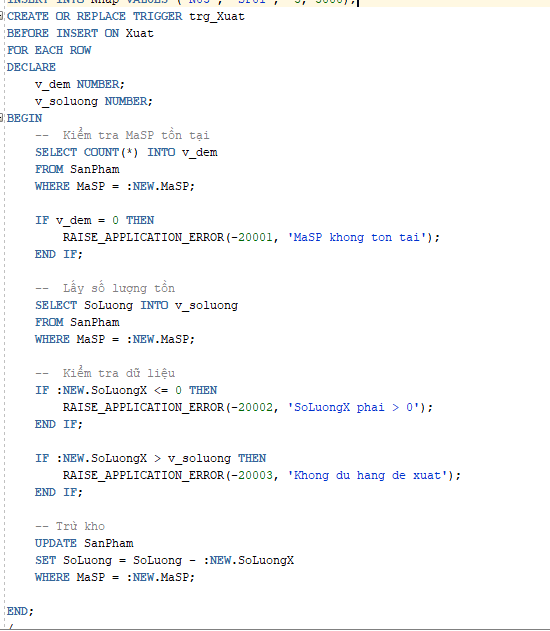 INSERT INTO Nhap VALUES ('N03', 'SP01', -5, 5000);
CREATE OR REPLACE TRIGGER trg_Xuat
BEFORE INSERT ON Xuat
FOR EACH ROW
DECLARE
    v_dem NUMBER;
    v_soluong NUMBER;
BEGIN
    --  Kiểm tra MaSP tồn tại
    SELECT COUNT(*) INTO v_dem
    FROM SanPham
    WHERE MaSP = :NEW.MaSP;
    IF v_dem = 0 THEN
        RAISE_APPLICATION_ERROR(-20001, 'MaSP khong ton tai');
    END IF;
    --  Lấy số lượng tồn
    SELECT SoLuong INTO v_soluong
    FROM SanPham
    WHERE MaSP = :NEW.MaSP;
    --  Kiểm tra dữ liệu
    IF :NEW.SoLuongX <= 0 THEN
        RAISE_APPLICATION_ERROR(-20002, 'SoLuongX phai > 0');
    END IF;
    IF :NEW.SoLuongX > v_soluong THEN
        RAISE_APPLICATION_ERROR(-20003, 'Khong du hang de xuat');
    END IF;
    -- Trừ kho
    UPDATE SanPham
    SET SoLuong = SoLuong - :NEW.SoLuongX
    WHERE MaSP = :NEW.MaSP;
END;
/